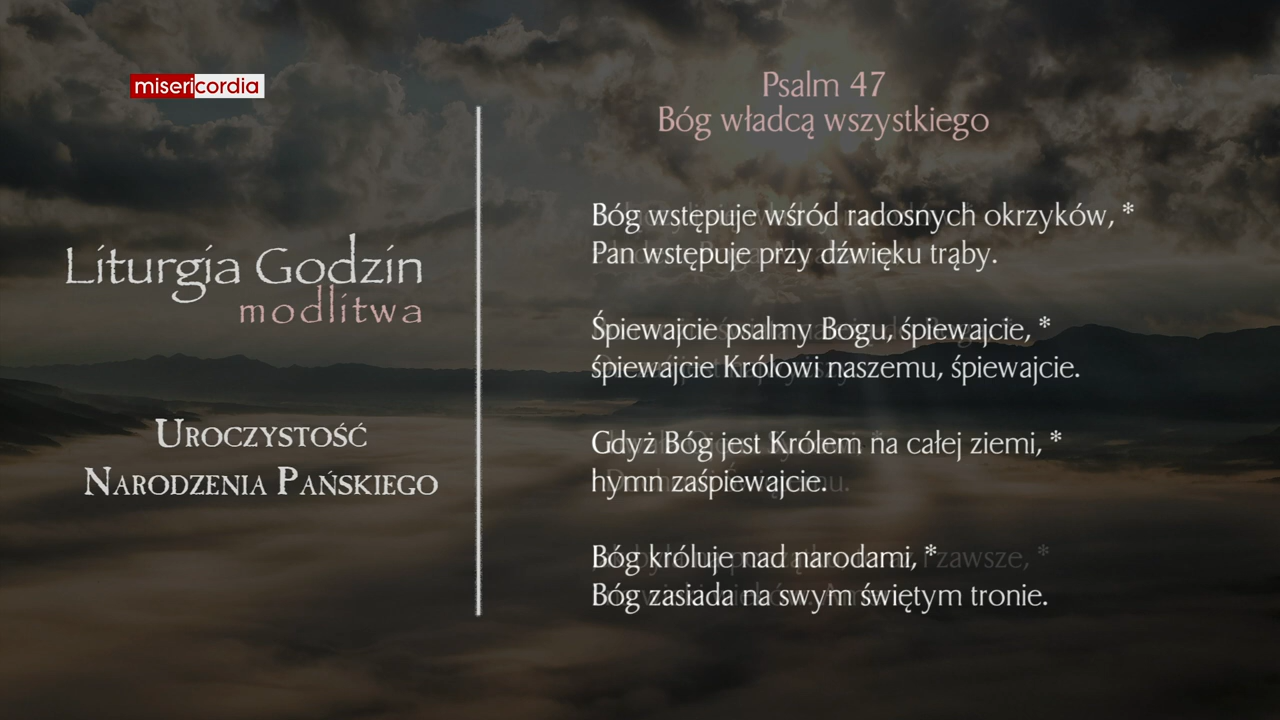 misericordia
Liturgia Godzin
modlitwa
Uroczystość
Narodzenia Pańskiego
Psalm 47
Bóg władcą wszystkiego
Bóg wstępuje wśród radosnych okrzyków, *
Pan wstępuje przy dźwięku trąby.
Śpiewajcie psalmy Bogu, śpiewajcie, *
śpiewajcie Królowi naszemu, śpiewajcie.
Gdyż Bóg jest Królem na całej ziemi, *
hymn zaśpiewajcie.
Bóg króluje nad narodami, *
Bóg zasiada na swym świętym tronie.